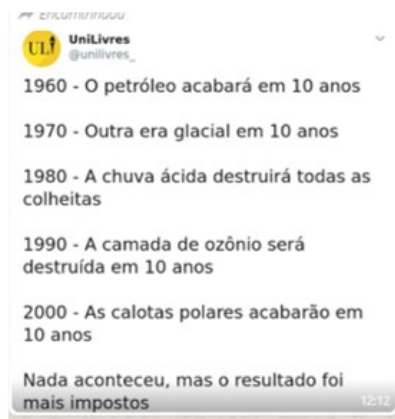 Encaminhada
UL
UniLivres
@unilivres_
1960 - O petróleo acabará em 10 anos
1970 - Outra era glacial em 10 anos
1980 - A chuva ácida destruirá todas as
colheitas
1990 - A camada de ozônio será
destruída em 10 anos
2000 - As calotas polares acabarão em
10 anos
Nada aconteceu, mas o resultado foi
mais impostos
12:12